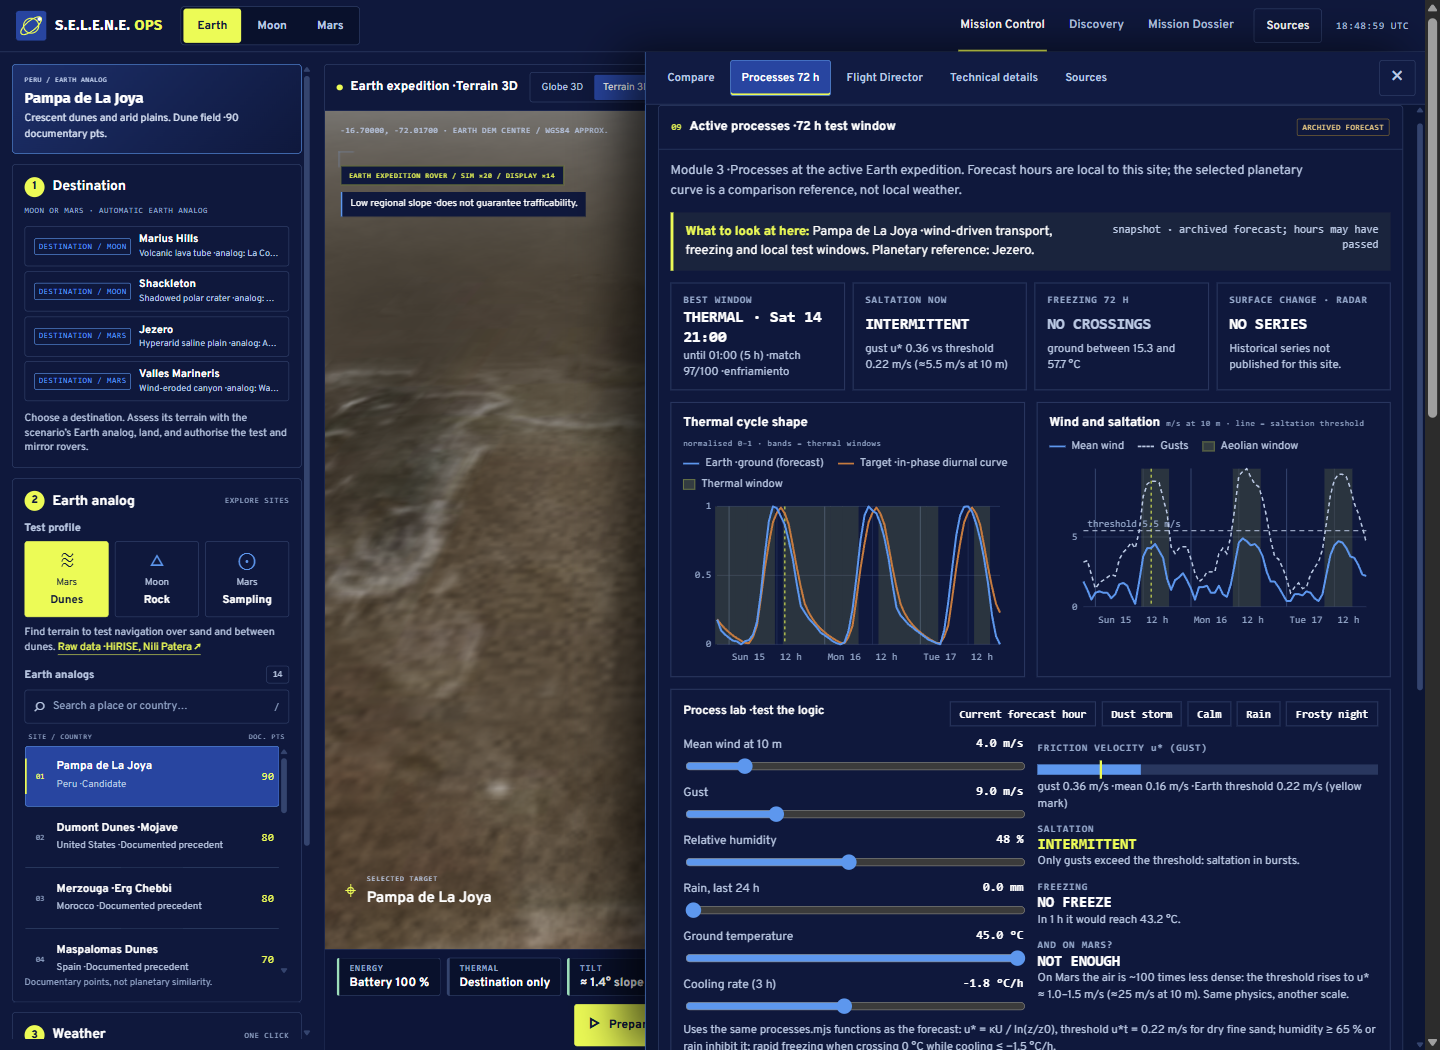 S.E.L.E.N.E. OPS
Earth
Moon
Mars
Mission Control
Discovery
Mission Dossier
Sources
18:48:59 UTC
PERU / EARTH ANALOG
Pampa de La Joya
Crescent dunes and arid plains. Dune field ·90
documentary pts.
1 Destination
MOON OR MARS · AUTOMATIC EARTH ANALOG
DESTINATION / MOON
Marius Hills
Volcanic lava tube ·analog: La Co...
DESTINATION / MOON
Shackleton
Shadowed polar crater ·analog: ...
DESTINATION / MARS
Jezero
Hyperarid saline plain ·analog: A...
DESTINATION / MARS
Valles Marineris
Wind-eroded canyon ·analog: Wa...
Choose a destination. Assess its terrain with the
scenario's Earth analog, land, and authorise the test and
mirror rovers.
2 Earth analog
EXPLORE SITES
Test profile
Mars
Dunes
Moon
Rock
Mars
Sampling
Find terrain to test navigation over sand and between
dunes. Raw data ·HiRISE, Nili Patera ↗
Earth analogs
14
Search a place or country...
/
SITE / COUNTRY
DOC. PTS
01
Pampa de La Joya
Peru ·Candidate
90
02
Dumont Dunes ·Mojave
United States ·Documented precedent
80
03
Merzouga ·Erg Chebbi
Morocco ·Documented precedent
80
04
Maspalomas Dunes
Spain ·Documented precedent
70
Documentary points, not planetary similarity.
3 Weather
ONE CLICK
Earth expedition ·Terrain 3D
Globe 3D
Terrain 3
-16.70000, -72.01700 · EARTH DEM CENTRE / WGS84 APPROX.
EARTH EXPEDITION ROVER / SIM ×20 / DISPLAY ×14
Low regional slope ·does not guarantee trafficability.
SELECTED TARGET
Pampa de La Joya
ENERGY
Battery 100 %
THERMAL
Destination only
TILT
≈ 1.4° slope
Prepar
Compare
Processes 72 h
Flight Director
Technical details
Sources
×
09 Active processes ·72 h test window
ARCHIVED FORECAST
Module 3 ·Processes at the active Earth expedition. Forecast hours are local to this site; the selected planetary
curve is a comparison reference, not local weather.
What to look at here: Pampa de La Joya ·wind-driven transport,
freezing and local test windows. Planetary reference: Jezero.
snapshot · archived forecast; hours may have
passed
BEST WINDOW
THERMAL · Sat 14
21:00
until 01:00 (5 h) ·match
97/100 ·enfriamiento
SALTATION NOW
INTERMITTENT
gust u* 0.36 vs threshold
0.22 m/s (≈5.5 m/s at 10 m)
FREEZING 72 H
NO CROSSINGS
ground between 15.3 and
57.7 °C
SURFACE CHANGE · RADAR
NO SERIES
Historical series not
published for this site.
Thermal cycle shape
normalised 0–1 · bands = thermal windows
Earth ·ground (forecast)
Target ·in-phase diurnal curve
Thermal window
1
0.5
0
Sun 15
12 h
Mon 16
12 h
Tue 17
12 h
Wind and saltation
m/s at 10 m · line = saltation threshold
Mean wind
Gusts
Aeolian window
threshold 5.5 m/s
5
0
Sun 15
12 h
Mon 16
12 h
Tue 17
12 h
Process lab ·test the logic
Current forecast hour
Dust storm
Calm
Rain
Frosty night
Mean wind at 10 m
4.0 m/s
Gust
9.0 m/s
Relative humidity
48 %
Rain, last 24 h
0.0 mm
Ground temperature
45.0 °C
Cooling rate (3 h)
-1.8 °C/h
FRICTION VELOCITY u* (GUST)
gust 0.36 m/s ·mean 0.16 m/s ·Earth threshold 0.22 m/s (yellow
mark)
SALTATION
INTERMITTENT
Only gusts exceed the threshold: saltation in bursts.
FREEZING
NO FREEZE
In 1 h it would reach 43.2 °C.
AND ON MARS?
NOT ENOUGH
On Mars the air is ~100 times less dense: the threshold rises to u*
≈ 1.0–1.5 m/s (≈25 m/s at 10 m). Same physics, another scale.
Uses the same processes.mjs functions as the forecast: u* = κU / ln(z/z0), threshold u*t = 0.22 m/s for dry fine sand; humidity ≥ 65 % or
rain inhibit it; rapid freezing when crossing 0 °C while cooling ≤ −1.5 °C/h.